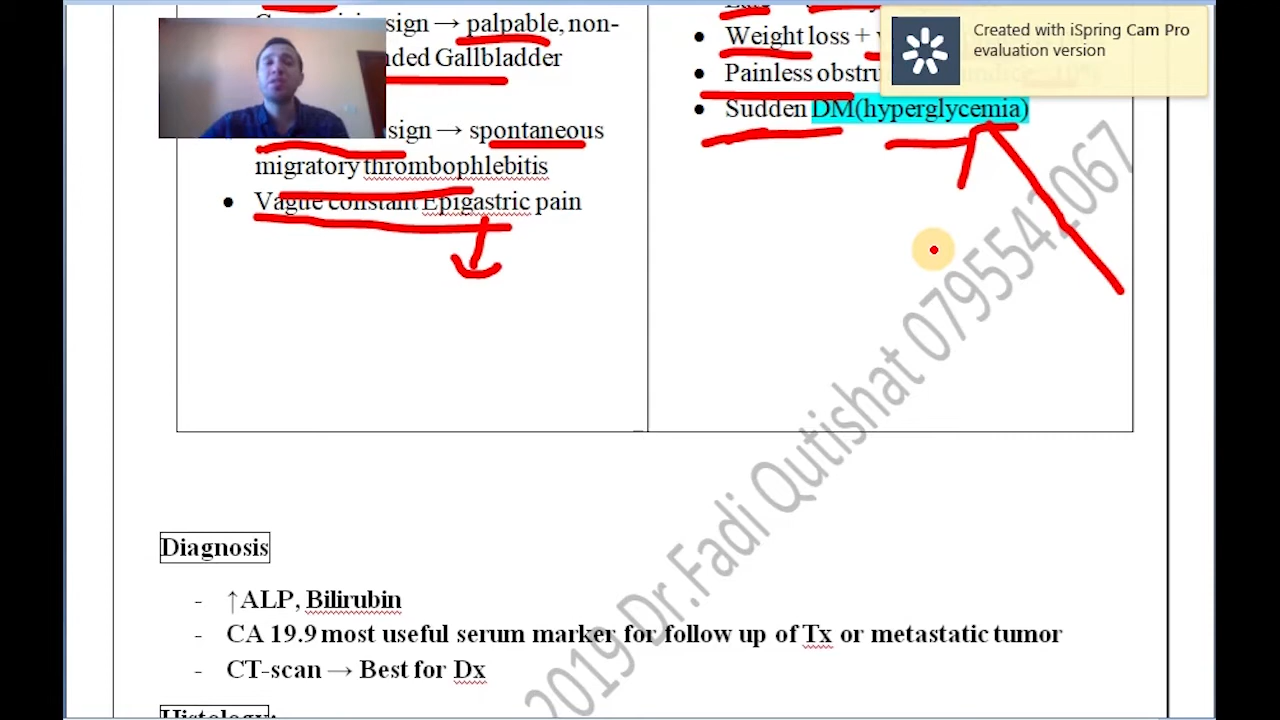 sign → palpable, non-
nded Gallbladder
sign → spontaneous
migratory thrombophlebitis
• Vague constant Epigastric pain
• Weight loss +
• Painless obstru
• Sudden DM(hyperglycemia)
Created with iSpring Cam Pro
evaluation version
Diagnosis
- ↑ALP, Bilirubin
- CA 19.9 most useful serum marker for follow up of Tx or metastatic tumor
- CT-scan → Best for Dx
Histology:
2019 Dr.Fadi Qutishat 0795542067